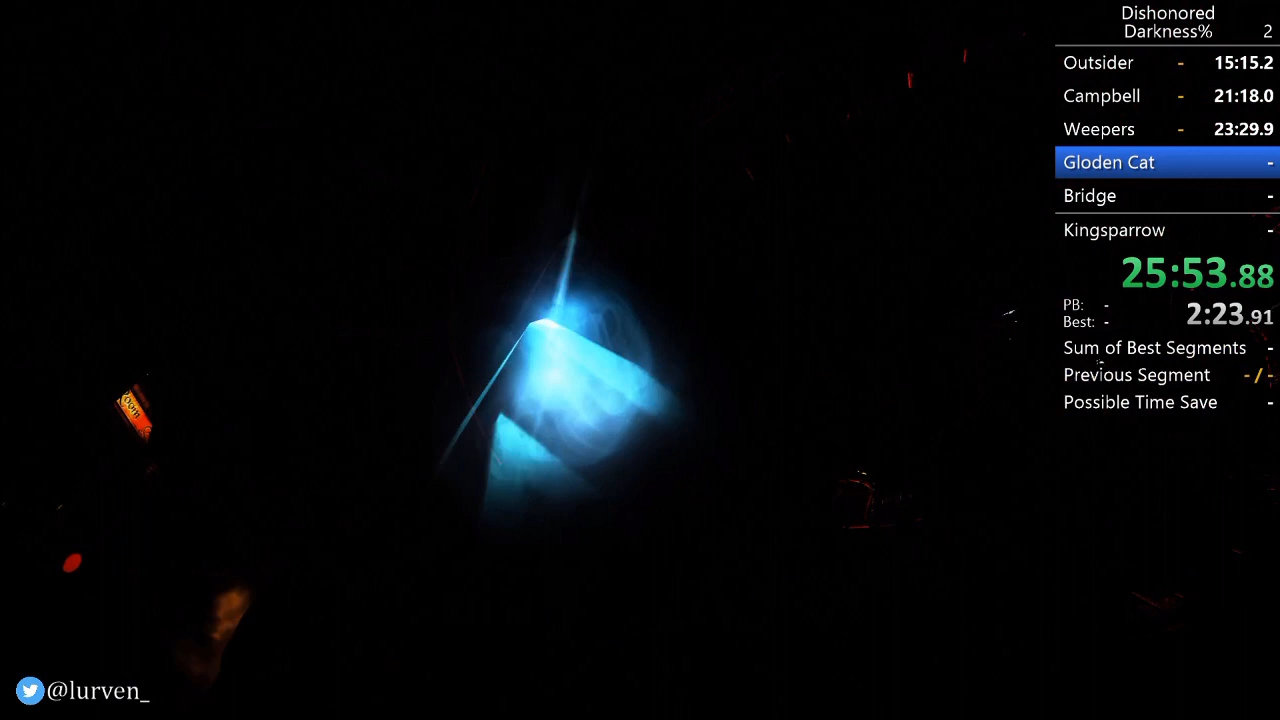 Dishonored
Darkness% 2
Outsider - 15:15.2
Campbell - 21:18.0
Weepers - 23:29.9
Gloden Cat -
Bridge -
Kingsparrow -
25:53.88
PB: -
Best: - 2:23.91
Sum of Best Segments -
Previous Segment - / -
Possible Time Save -
@lurven_